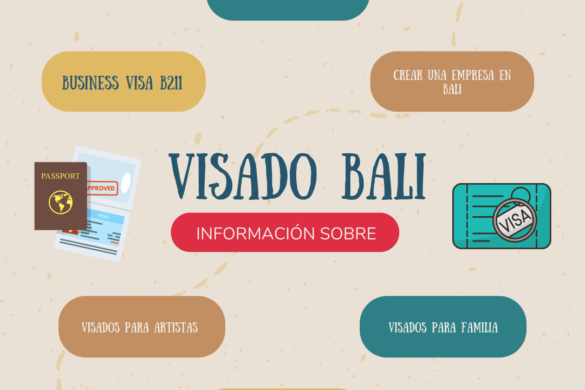 BUSINESS VISA B211
CREAR UNA EMPRESA EN
BALI
PASSPORT
APPROVED
VISADO BALI
INFORMACIÓN SOBRE
VISA
VISADOS PARA ARTISTAS
VISADOS PARA FAMILIA